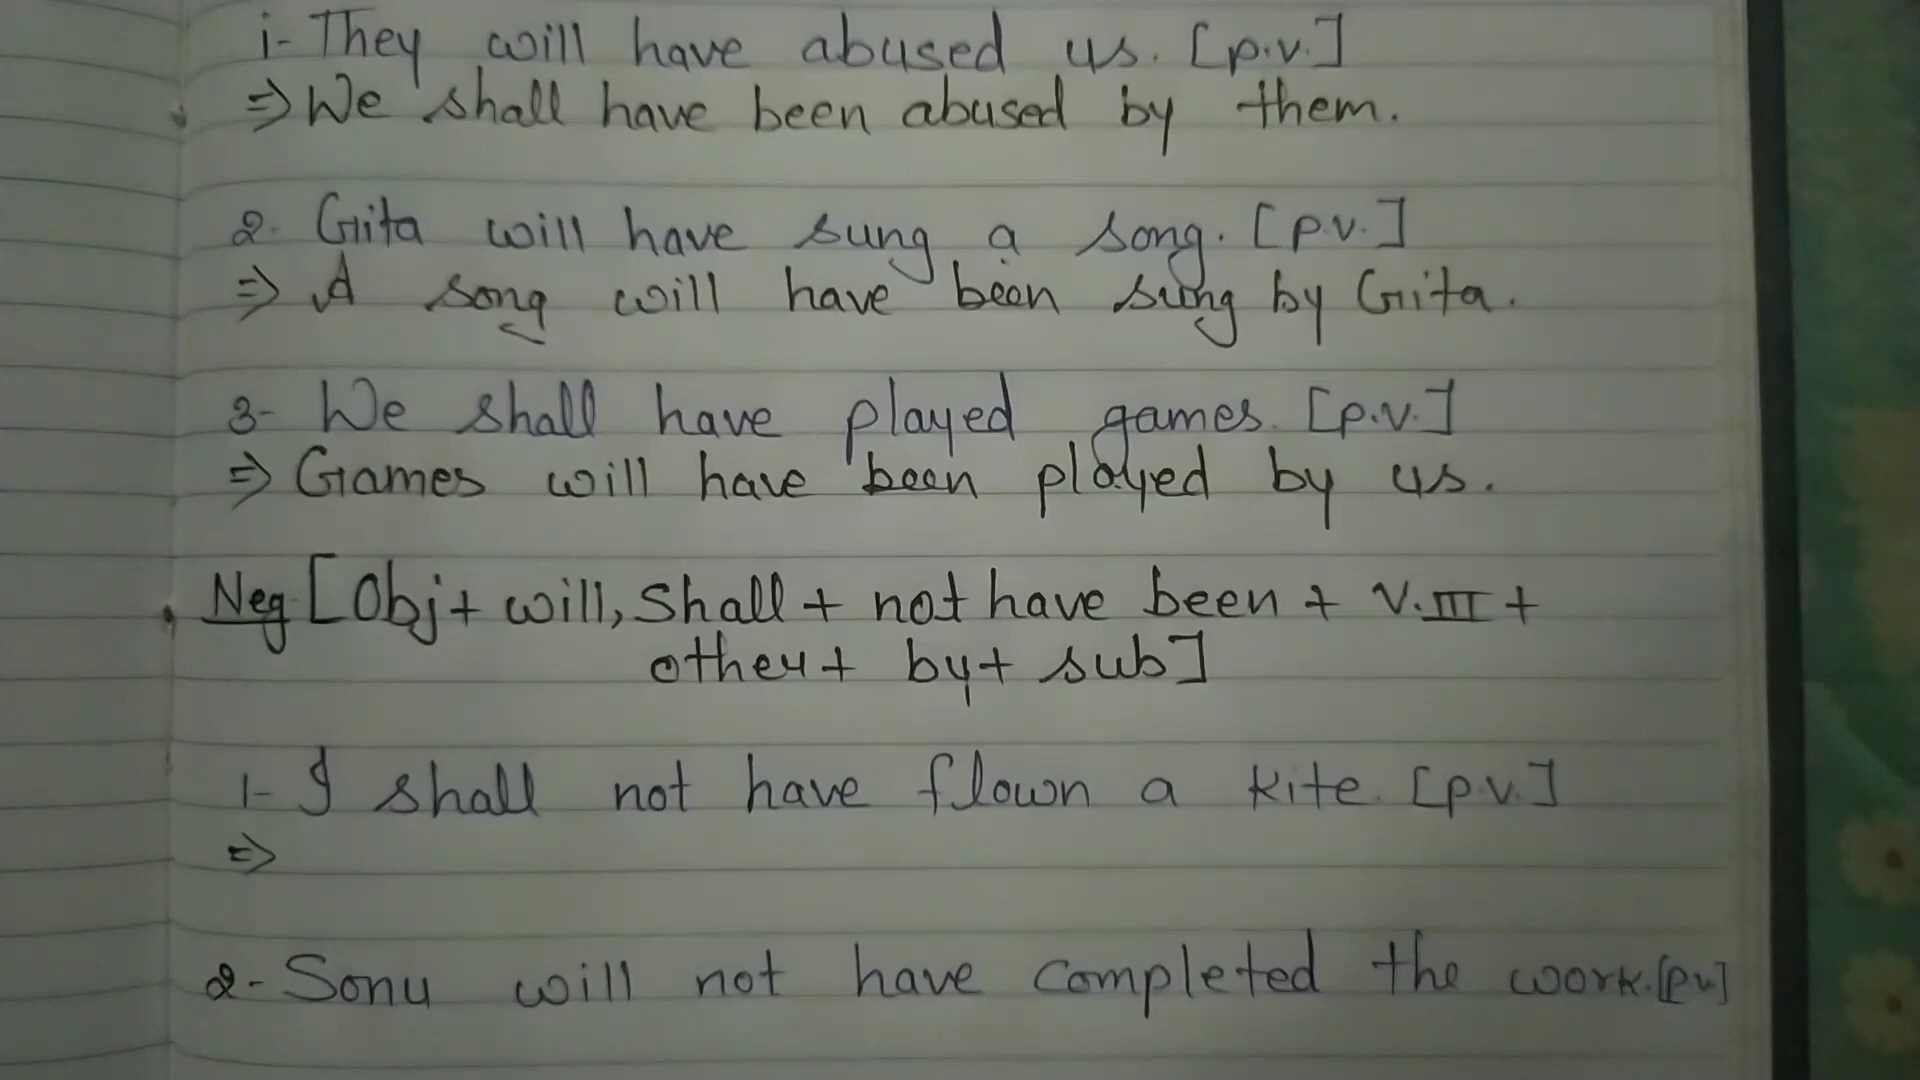 i- They will have abused us. [p.v.]
⇒ We shall have been abused by them.
2. Gita will have sung a song. [p.v.]
⇒ A song will have been sung by Gita.
3- We shall have played games. [p.v.]
⇒ Games will have been played by us.
Neg [Obj + will, shall + not have been + V.III +
other + by + sub]
1- I shall not have flown a kite. [p.v.]
⇒
2- Sonu will not have completed the work. [p.v]